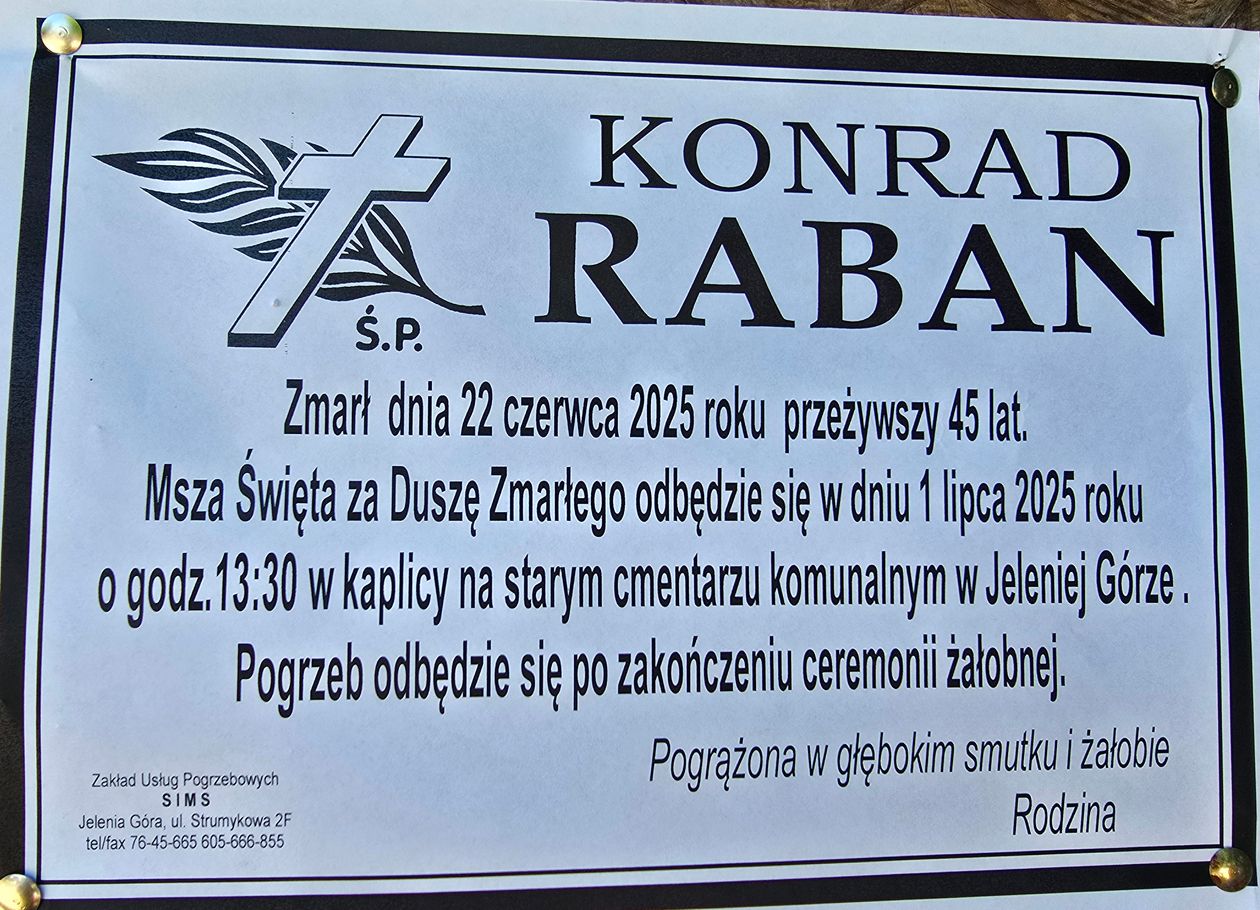 KONRAD
RABAN
Ś.P.
Zmarł dnia 22 czerwca 2025 roku przeżywszy 45 lat.
Msza Święta za Duszę Zmarłego odbędzie się w dniu 1 lipca 2025 roku
o godz.13:30 w kaplicy na starym cmentarzu komunalnym w Jeleniej Górze .
Pogrzeb odbędzie się po zakończeniu ceremonii żałobnej.
Pogrążona w głębokim smutku i żałobie
Rodzina
Zakład Usług Pogrzebowych
SIMS
Jelenia Góra, ul. Strumykowa 2F
tel/fax 76-45-665 605-666-855